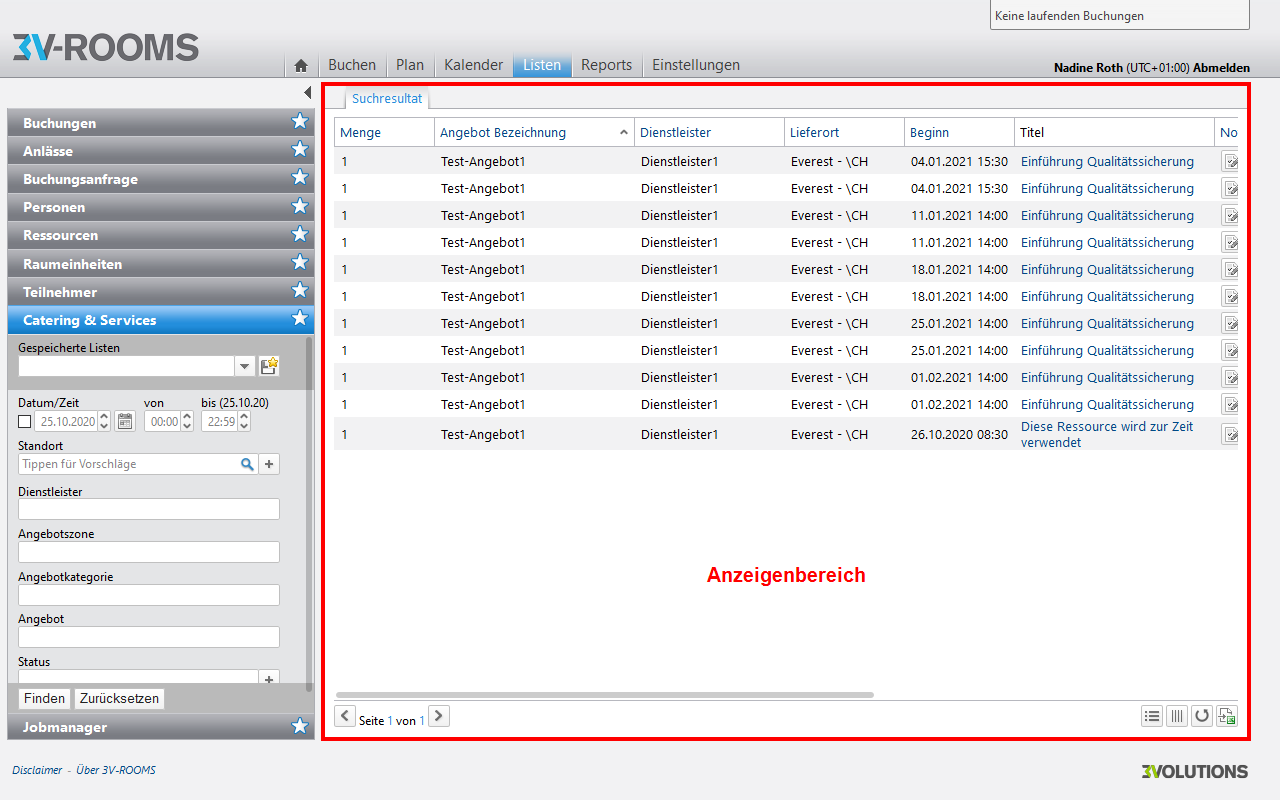 Keine laufenden Buchungen
3V-ROOMS
Buchen Plan Kalender Listen Reports Einstellungen
Nadine Roth (UTC+01:00) Abmelden
Buchungen
Anlässe
Buchungsanfrage
Personen
Ressourcen
Raumeinheiten
Teilnehmer
Catering & Services
Gespeicherte Listen
Datum/Zeit von bis (25.10.20)
25.10.2020 00:00 22:59
Standort
Tippen für Vorschläge
Dienstleister
Angebotszone
Angebotkategorie
Angebot
Status
Finden Zurücksetzen
Jobmanager
Suchresultat
Menge Angebot Bezeichnung Dienstleister Lieferort Beginn Titel No
1 Test-Angebot1 Dienstleister1 Everest - \CH 04.01.2021 15:30 Einführung Qualitätssicherung
1 Test-Angebot1 Dienstleister1 Everest - \CH 04.01.2021 15:30 Einführung Qualitätssicherung
1 Test-Angebot1 Dienstleister1 Everest - \CH 11.01.2021 14:00 Einführung Qualitätssicherung
1 Test-Angebot1 Dienstleister1 Everest - \CH 11.01.2021 14:00 Einführung Qualitätssicherung
1 Test-Angebot1 Dienstleister1 Everest - \CH 18.01.2021 14:00 Einführung Qualitätssicherung
1 Test-Angebot1 Dienstleister1 Everest - \CH 18.01.2021 14:00 Einführung Qualitätssicherung
1 Test-Angebot1 Dienstleister1 Everest - \CH 25.01.2021 14:00 Einführung Qualitätssicherung
1 Test-Angebot1 Dienstleister1 Everest - \CH 25.01.2021 14:00 Einführung Qualitätssicherung
1 Test-Angebot1 Dienstleister1 Everest - \CH 01.02.2021 14:00 Einführung Qualitätssicherung
1 Test-Angebot1 Dienstleister1 Everest - \CH 01.02.2021 14:00 Einführung Qualitätssicherung
1 Test-Angebot1 Dienstleister1 Everest - \CH 26.10.2020 08:30 Diese Ressource wird zur Zeit
verwendet
Anzeigenbereich
Seite 1 von 1
Disclaimer - Über 3V-ROOMS
3VOLUTIONS